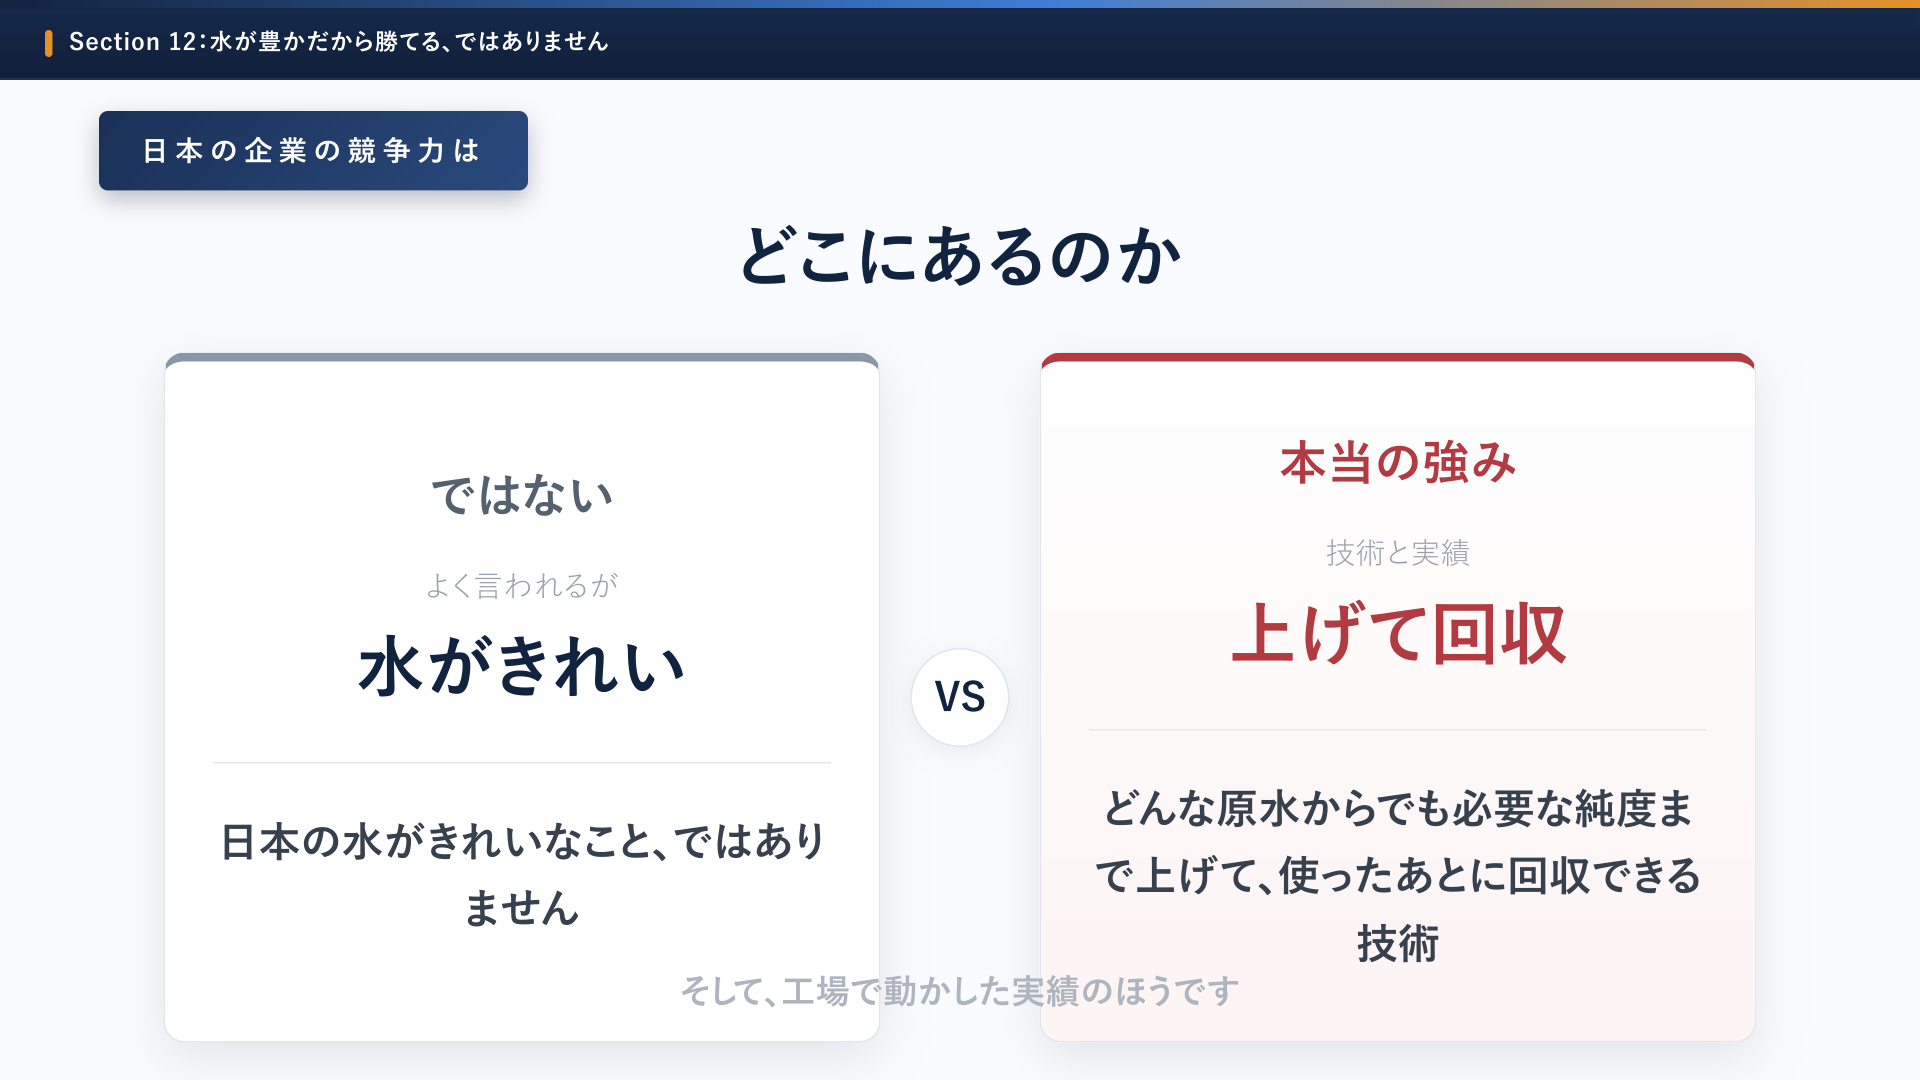 Section 12：水が豊かだから勝てる、ではありません
日本の企業の競争力は
どこにあるのか
ではない
よく言われるが
水がきれい
日本の水がきれいなこと、ではあり
ません
VS
本当の強み
技術と実績
上げて回収
どんな原水からでも必要な純度ま
で上げて、使ったあとに回収できる
技術
そして、工場で動かした実績のほうです